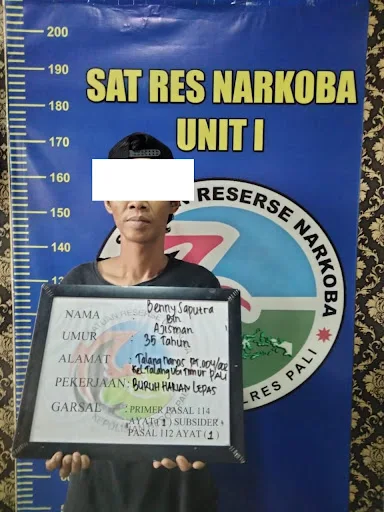 200
190
180
170
160
150
140
130
SAT RES NARKOBA
UNIT I
RESERSE NARKOBA
RES PALI
NAMA : Benny Saputra
Bin
Ajisman
UMUR : 35 Tahun
ALAMAT : Talang
Kel. Talang Ubi Timur PALI
PEKERJAAN : BURUH HARIAN LEPAS
GARSAL : PRIMER PASAL 114
AYAT (1) SUBSIDER
PASAL 112 AYAT (1)